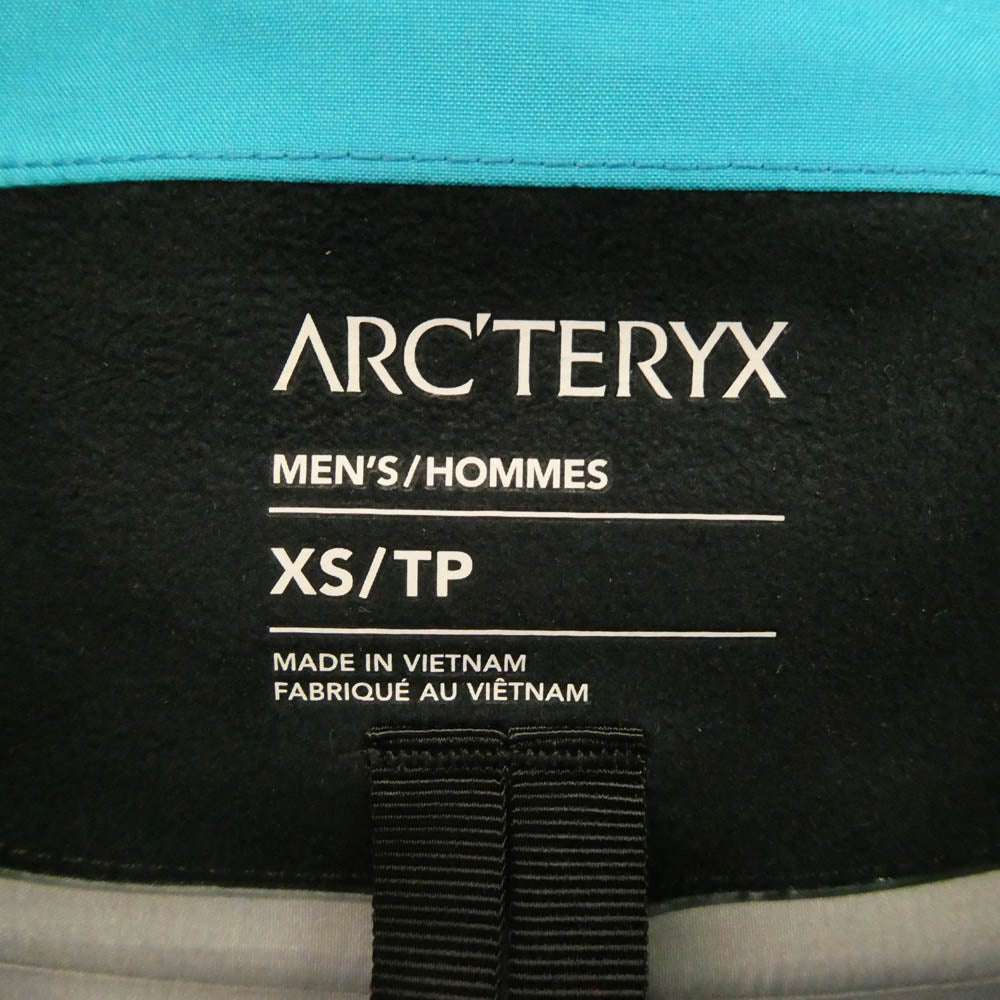 ARC'TERYX
MEN'S/HOMMES
XS/TP
MADE IN VIETNAM
FABRIQUÉ AU VIÊTNAM